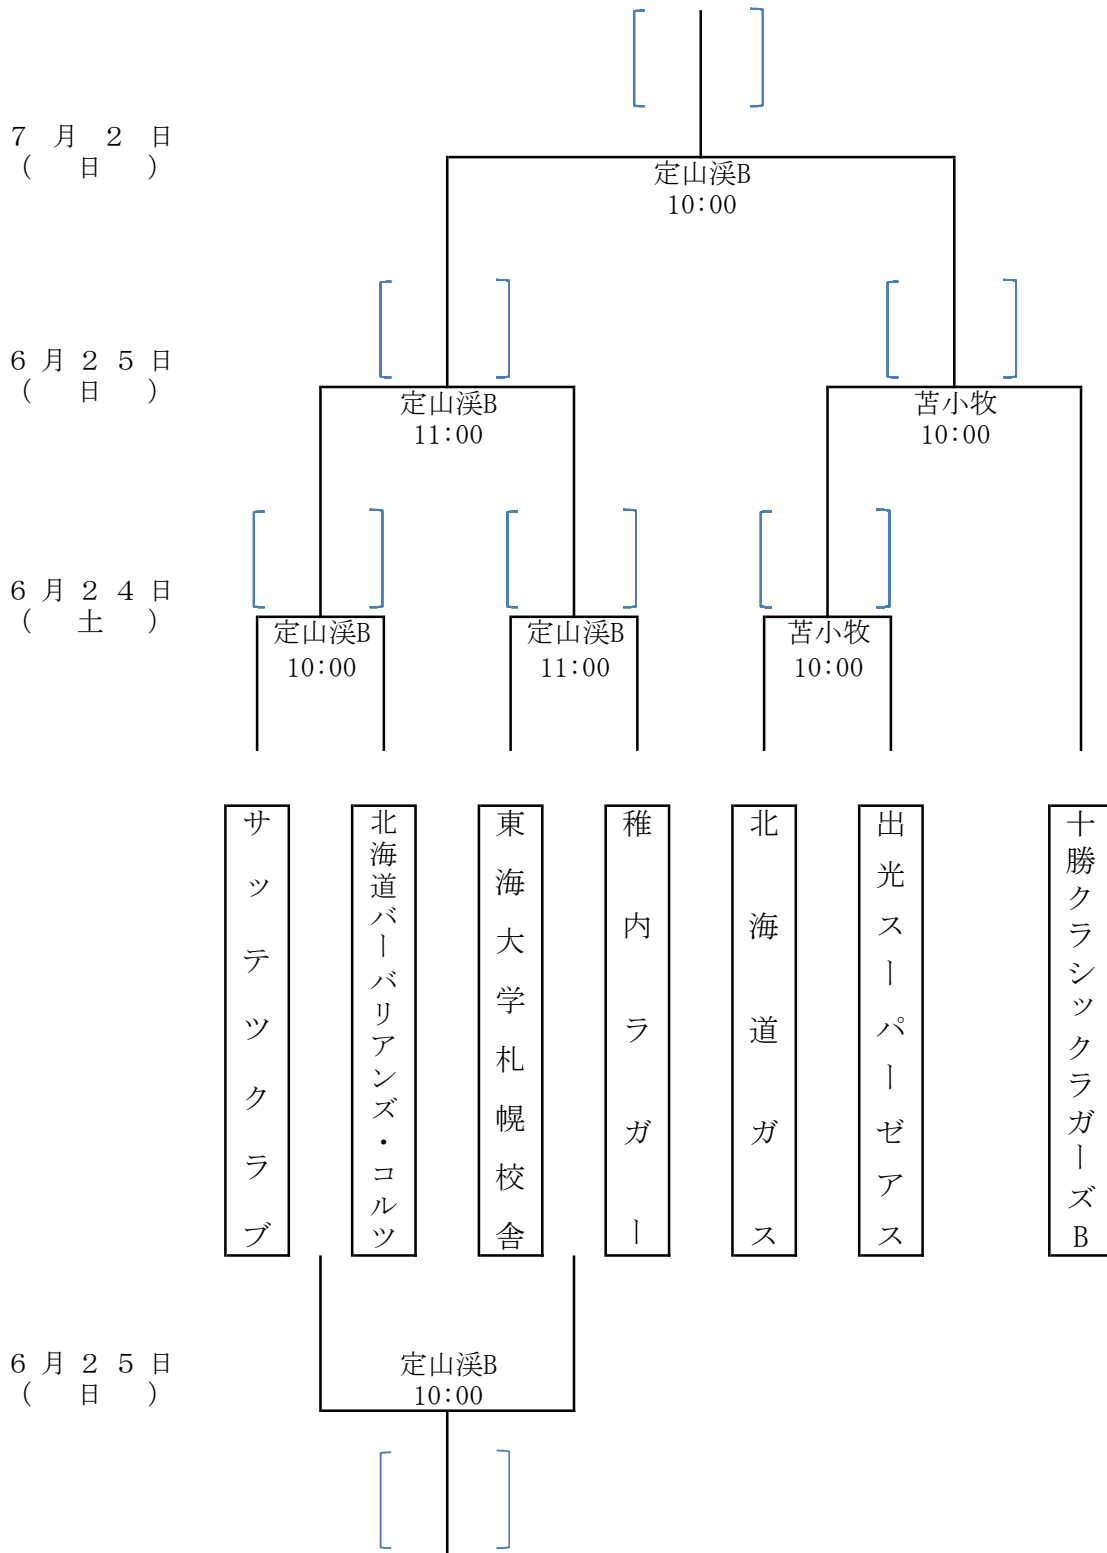 7月2日
(日)
定山渓B
10:00
6月25日
(日)
定山渓B
11:00
苫小牧
10:00
6月24日
(土)
定山渓B
10:00
定山渓B
11:00
苫小牧
10:00
サッテツクラブ
北海道バーバリアンズ・コルツ
東海大学札幌校舎
稚内ラガー
北海道ガス
出光スーパーゼアス
十勝クラシックラガーズB
6月25日
(日)
定山渓B
10:00